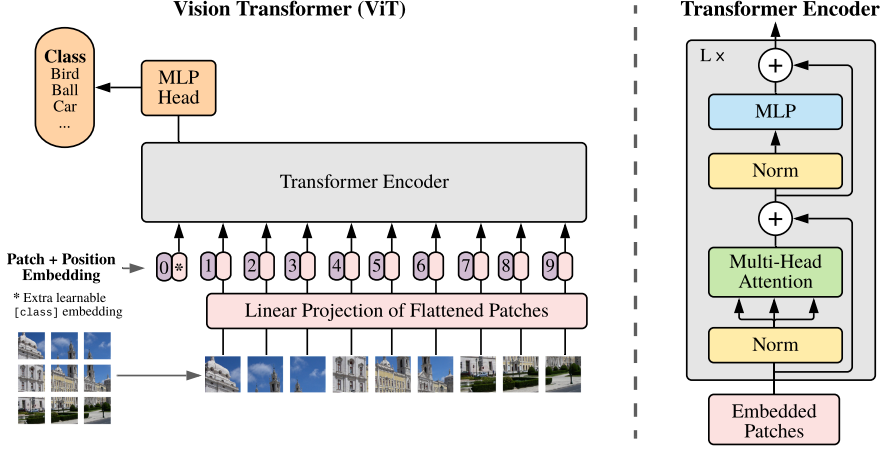 Vision Transformer (ViT)
Class
Bird
Ball
Car
...
MLP
Head
Transformer Encoder
Patch + Position
Embedding
0 * 1 2 3 4 5 6 7 8 9
* Extra learnable
[class] embedding
Linear Projection of Flattened Patches
Transformer Encoder
L ×
+
MLP
Norm
+
Multi-Head
Attention
Norm
Embedded
Patches